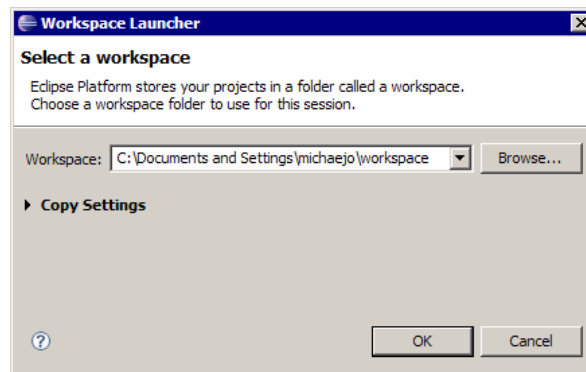 Workspace Launcher
Select a workspace
Eclipse Platform stores your projects in a folder called a workspace.
Choose a workspace folder to use for this session.
Workspace: C:\Documents and Settings\michaejo\workspace Browse...
Copy Settings
? OK Cancel